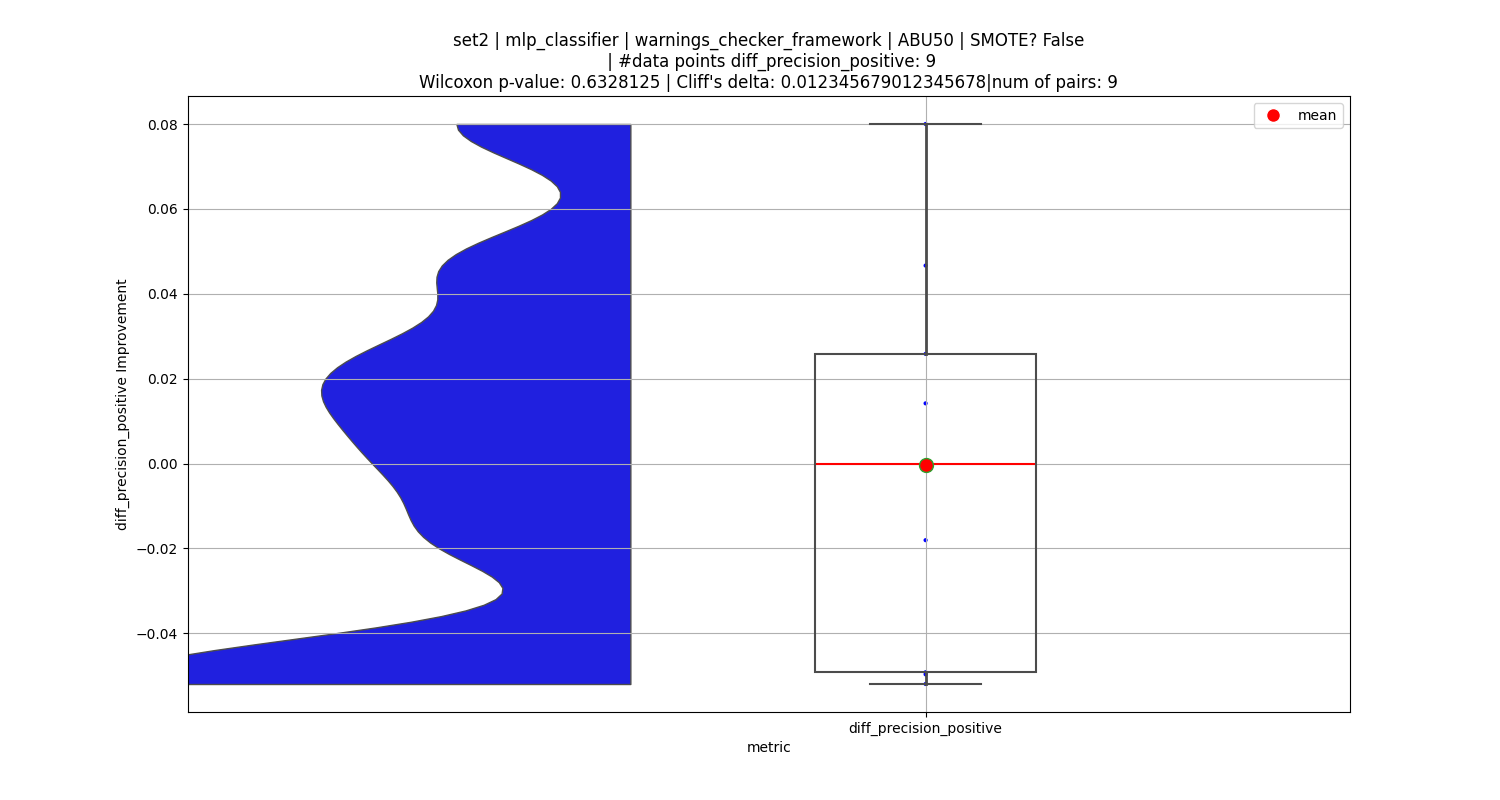 set2 | mlp_classifier | warnings_checker_framework | ABU50 | SMOTE? False
| #data points diff_precision_positive: 9
Wilcoxon p-value: 0.6328125 | Cliff's delta: 0.012345679012345678|num of pairs: 9
mean
0.08
0.06
0.04
0.02
0.00
−0.02
−0.04
diff_precision_positive Improvement
diff_precision_positive
metric